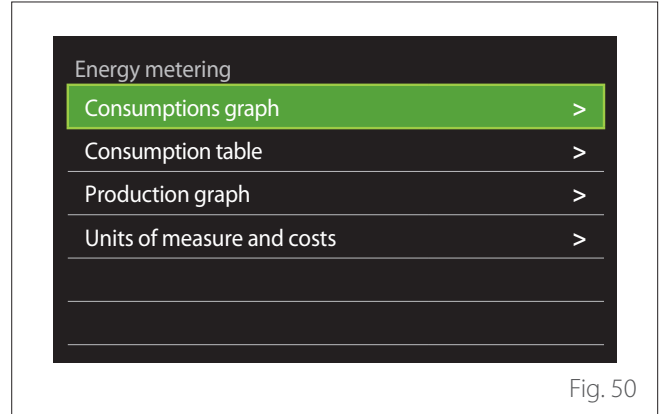 Energy metering
Consumptions graph >
Consumption table >
Production graph >
Units of measure and costs >
Fig. 50